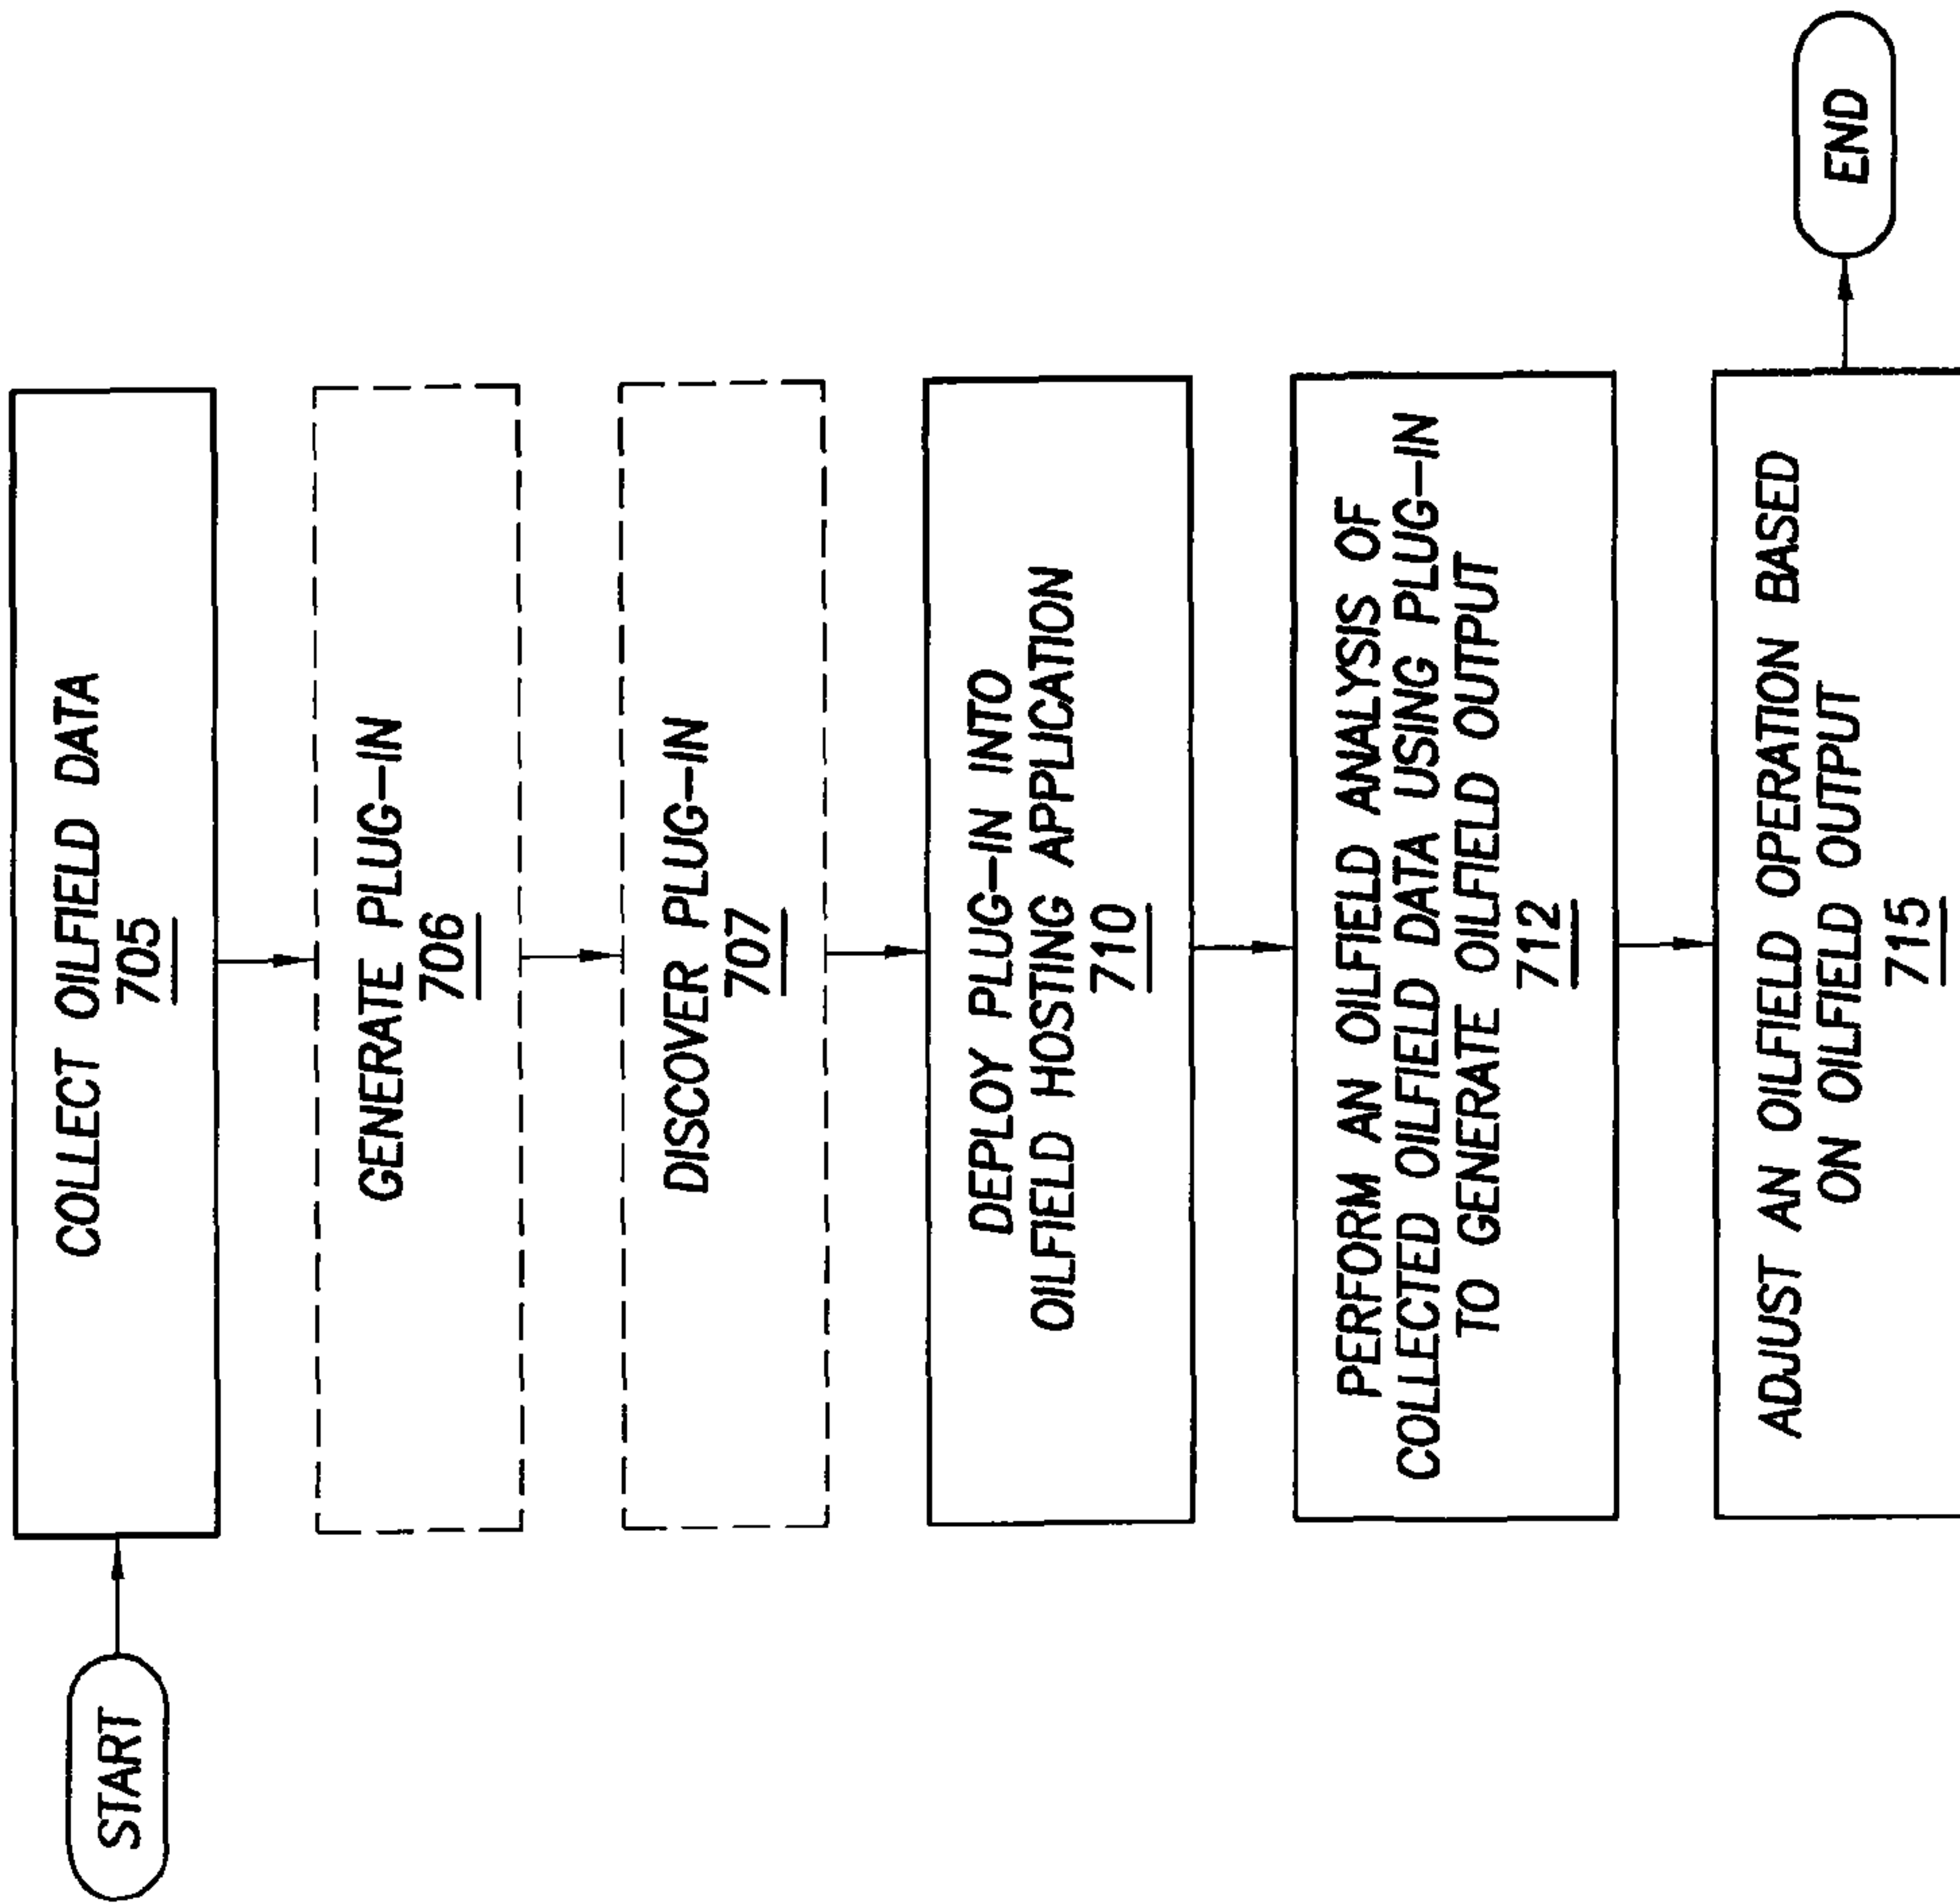 START
COLLECT OILFIELD DATA
705
GENERATE PLUG-IN
706
DISCOVER PLUG-IN
707
DEPLOY PLUG-IN INTO
OILFIELD HOSTING APPLICATION
710
PERFORM AN OILFIELD ANALYSIS OF
COLLECTED OILFIELD DATA USING PLUG-IN
TO GENERATE OILFIELD OUTPUT
712
ADJUST AN OILFIELD OPERATION BASED
ON OILFIELD OUTPUT
715
END